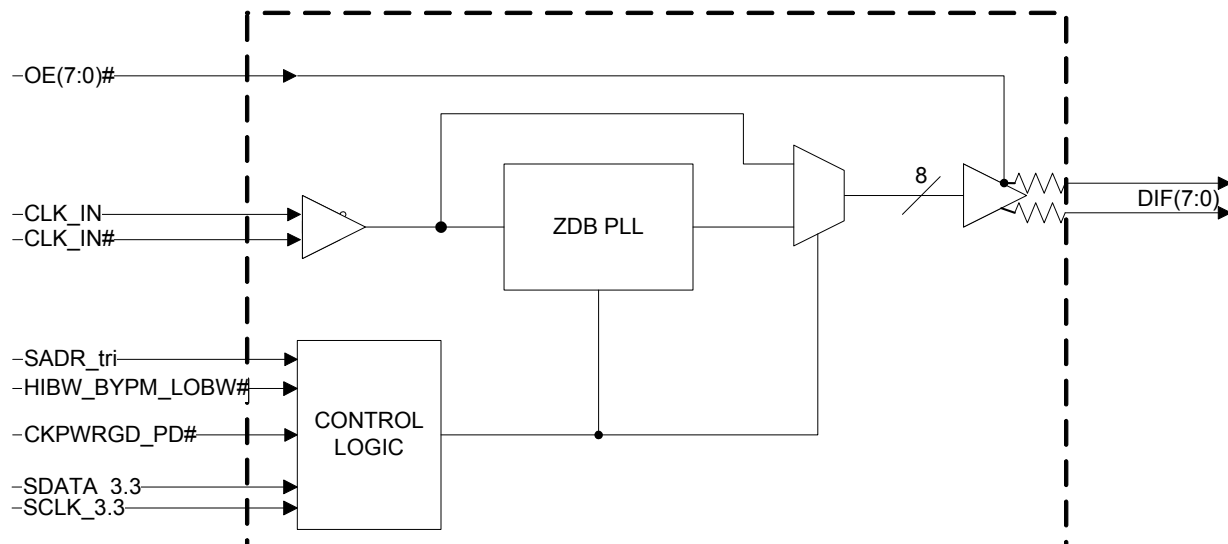 OE(7:0)#
8
DIF(7:0)
CLK_IN
CLK_IN#
ZDB PLL
SADR_tri
HIBW_BYPM_LOBW#
CKPWRGD_PD#
SDATA_3.3
SCLK_3.3
CONTROL
LOGIC